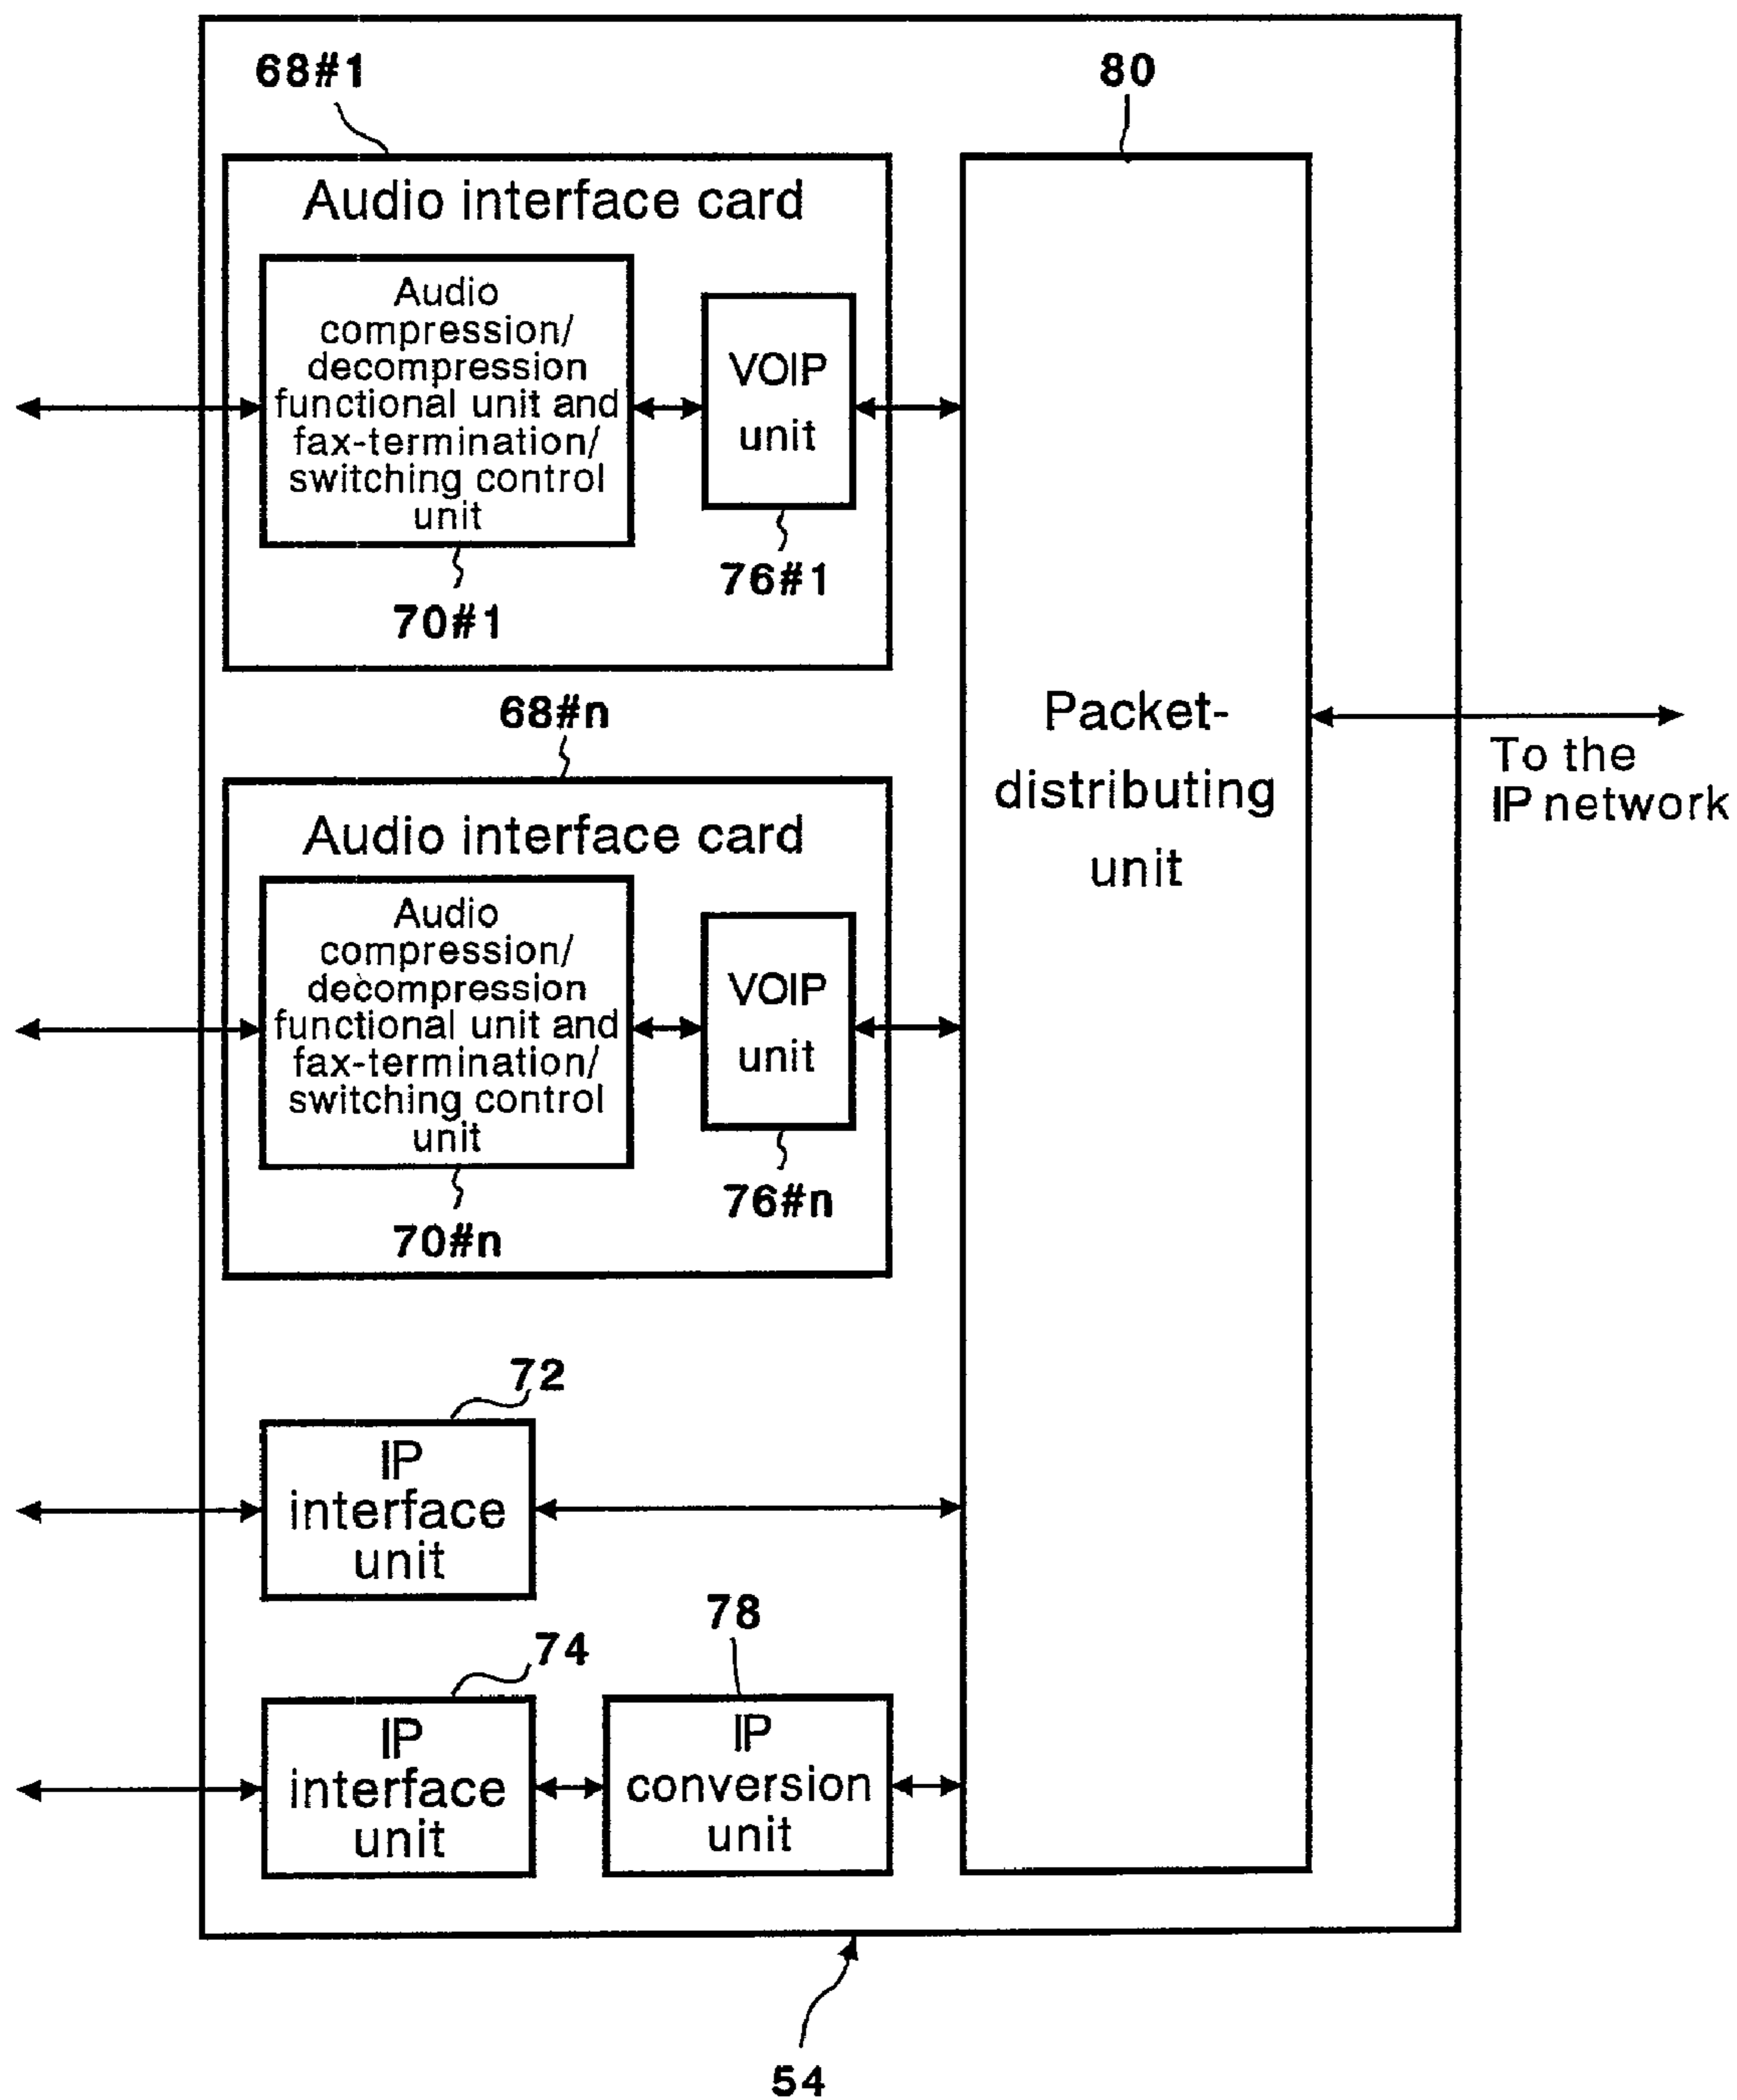 68#1
80
Audio interface card
Audio
compression/
decompression
functional unit and
fax-termination/
switching control
unit
VOIP
unit
76#1
70#1
68#n
Packet-
distributing
unit
To the
IP network
Audio interface card
Audio
compression/
decompression
functional unit and
fax-termination/
switching control
unit
VOIP
unit
76#n
70#n
72
IP
interface
unit
74
IP
interface
unit
78
IP
conversion
unit
54